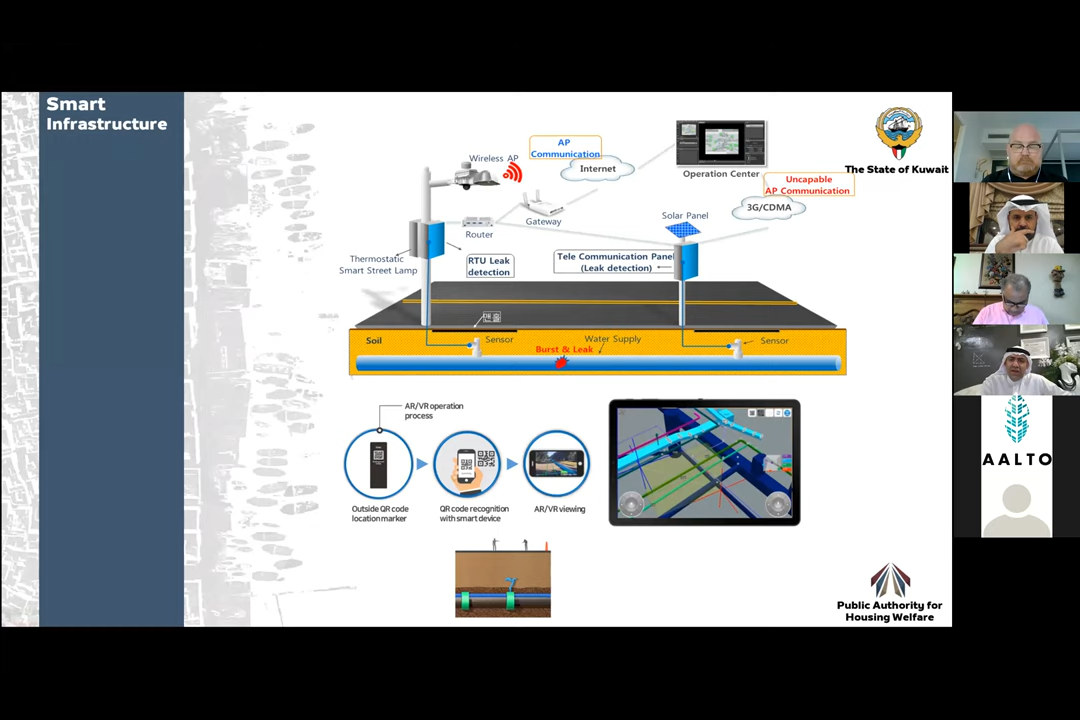 Smart
Infrastructure
The State of Kuwait
Wireless AP
AP
Communication
Internet
Operation Center
Uncapable
AP Communication
3G/CDMA
Gateway
Router
Solar Panel
Thermostatic
Smart Street Lamp
RTU Leak
detection
Tele Communication Pane
(Leak detection)
Soil
Sensor
Burst & Leak
Water Supply
Sensor
AR/VR operation
process
Outside QR code
location marker
QR code recognition
with smart device
AR/VR viewing
Public Authority for
Housing Welfare
AALTO